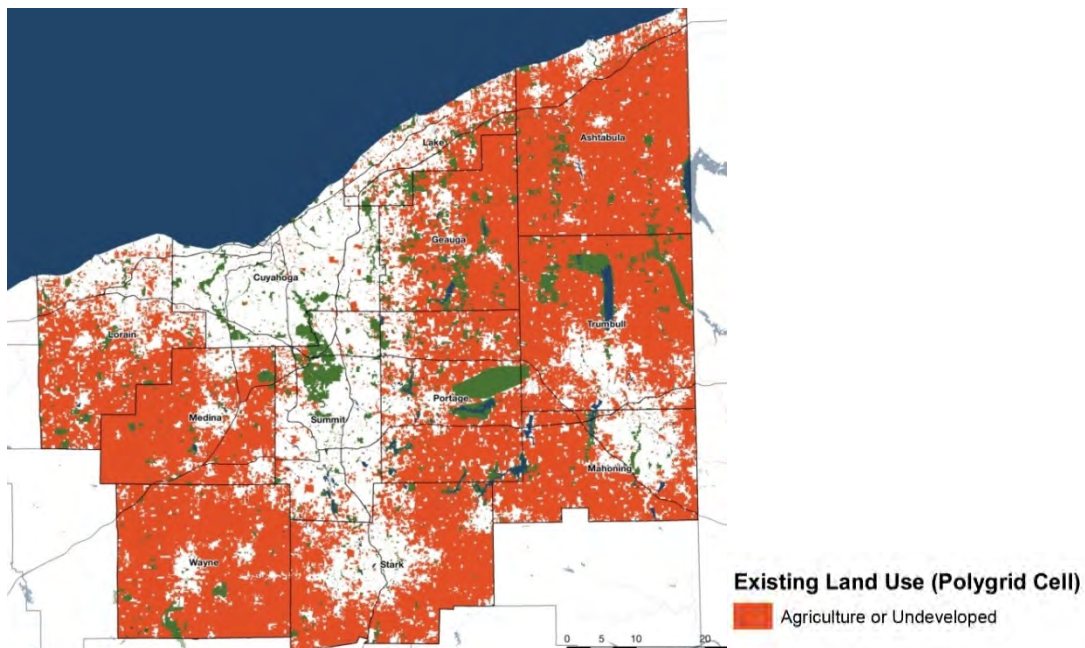 Ashtabula
Lake
Geauga
Cuyahoga
Trumbull
Lorain
Portage
Medina
Summit
Mahoning
Wayne
Stark
Existing Land Use (Polygrid Cell)
Agriculture or Undeveloped
0 5 10 20